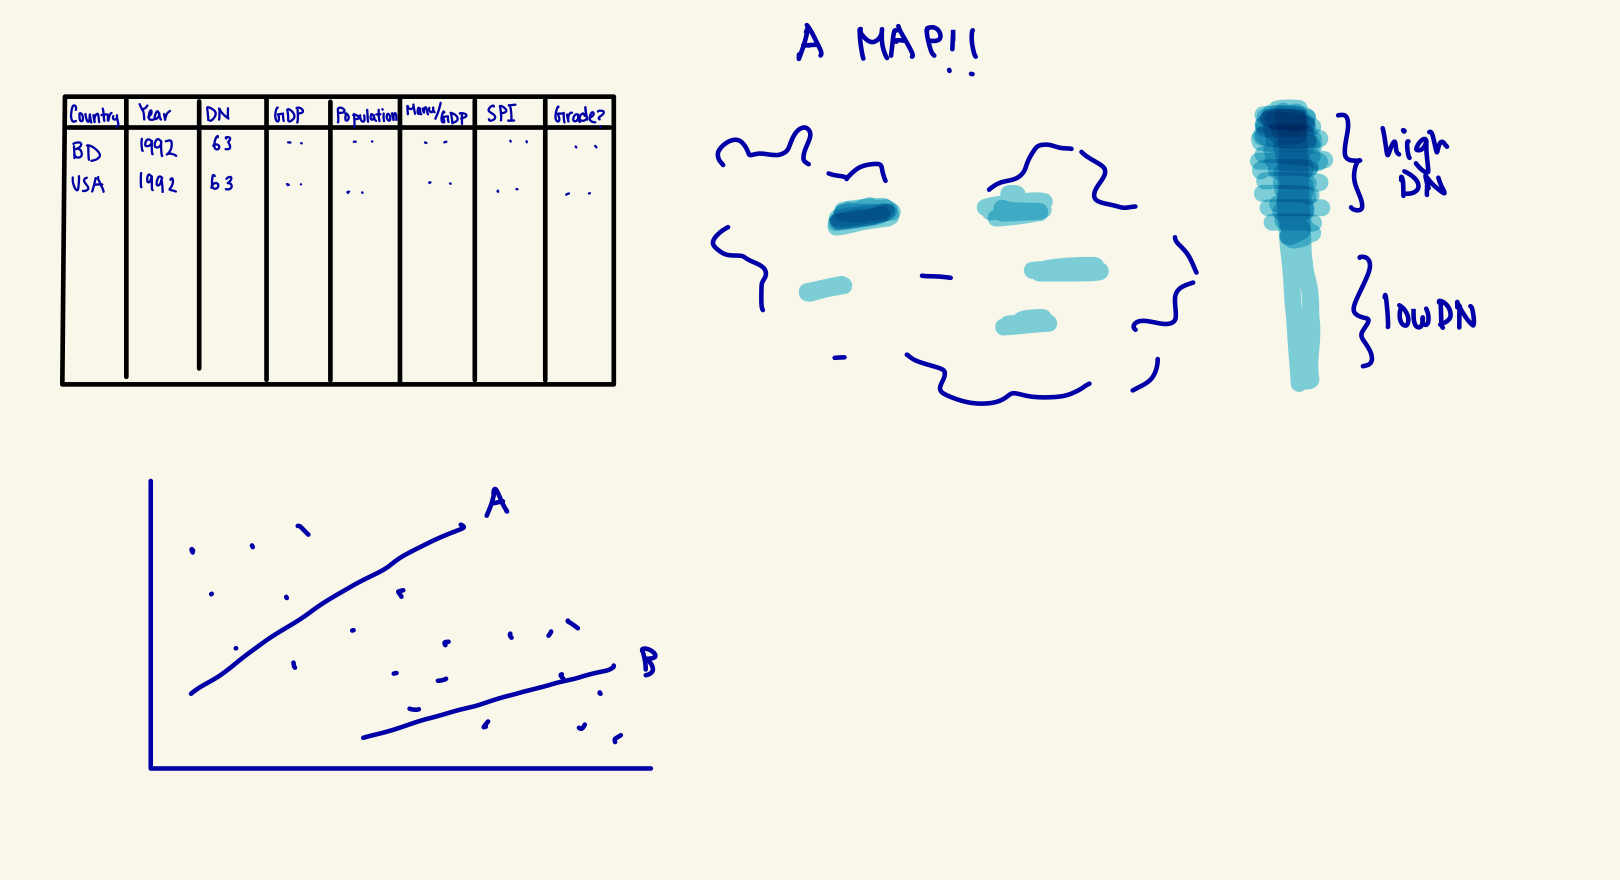 A MAP!!
Country Year DN GDP Population Manu/GDP SPI Grade?
BD 1992 63 .. .. .. .. ..
USA 1992 63 .. .. .. .. ..
high
DN
low DN
A
B